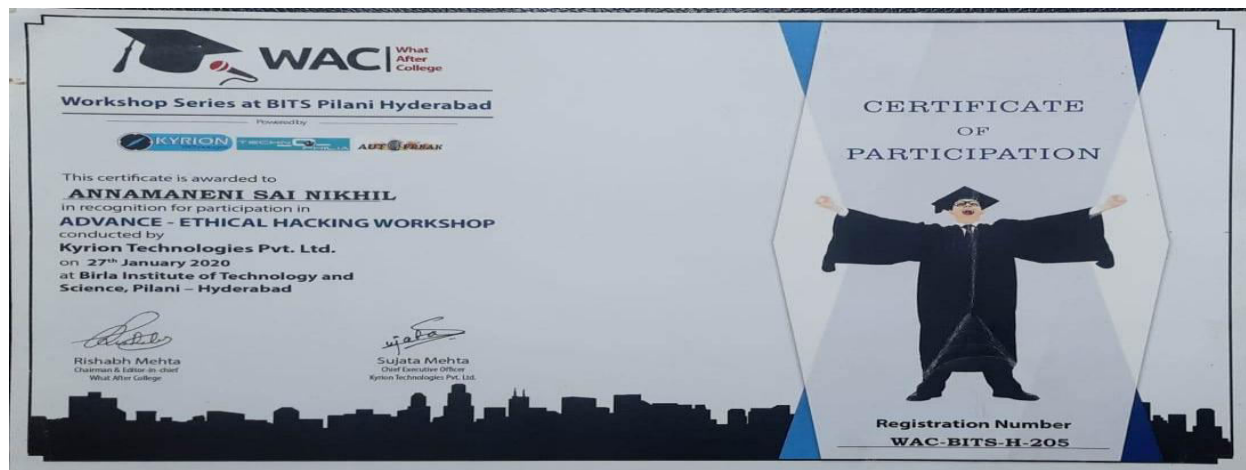 WAC
What
After
College
Workshop Series at BITS Pilani Hyderabad
Powered by
KYRION
AUT FREAK
This certificate is awarded to
ANNAMANENI SAI NIKHIL
in recognition for participation in
ADVANCE - ETHICAL HACKING WORKSHOP
conducted by
Kyrion Technologies Pvt. Ltd.
on 27th January 2020
at Birla Institute of Technology and
Science, Pilani – Hyderabad
Rishabh Mehta
Chairman & Editor-in-chief
What After College
Sujata Mehta
Chief Executive Officer
Kyrion Technologies Pvt. Ltd.
CERTIFICATE
OF
PARTICIPATION
Registration Number
WAC-BITS-H-205